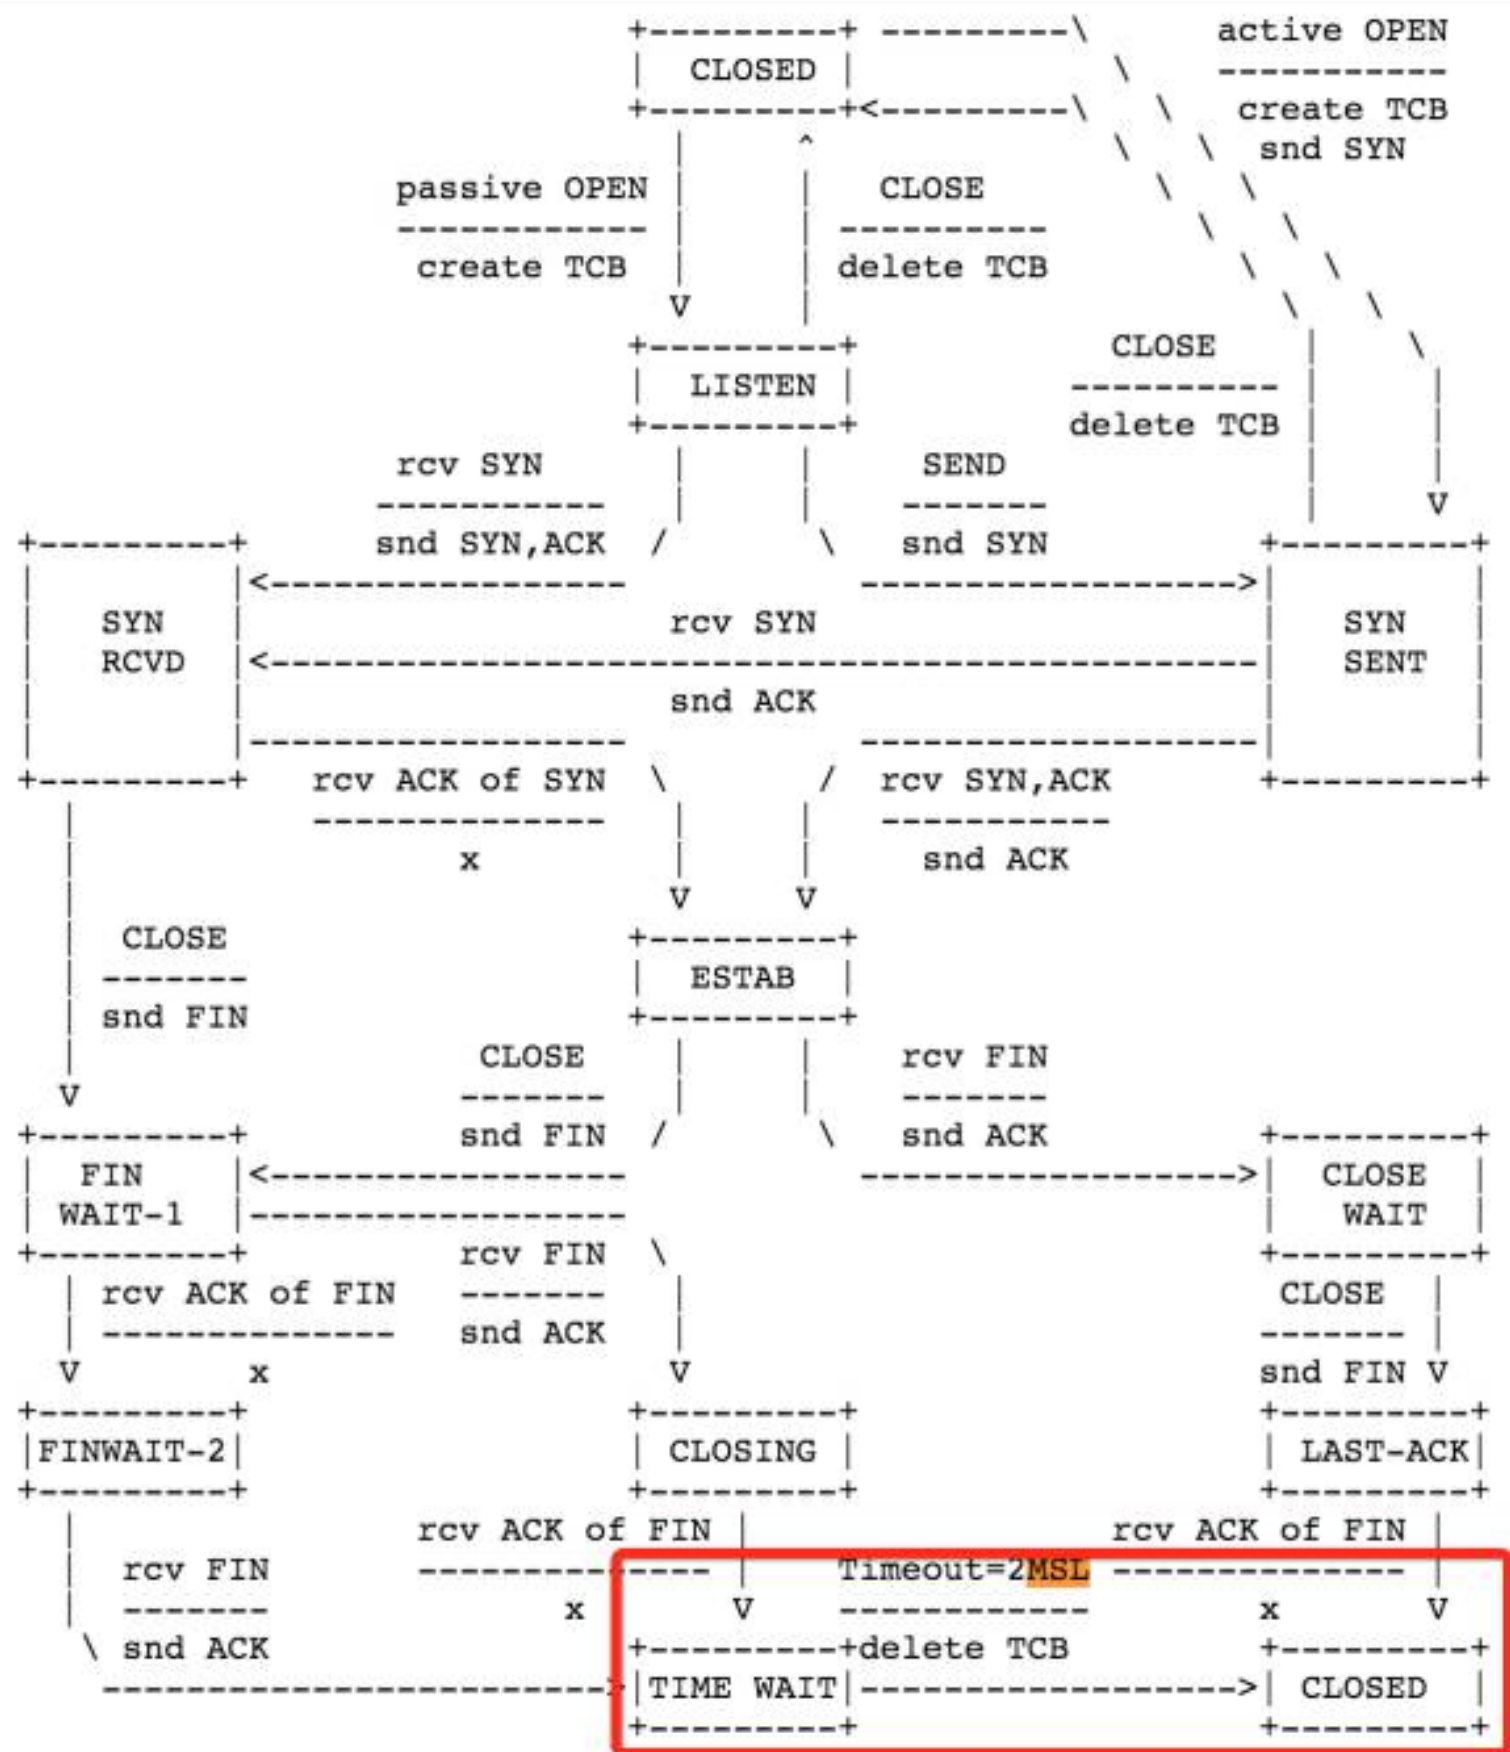 +---------+ ---------\ active OPEN
| CLOSED | \ -----------
+---------+<---------\ \ create TCB
| ^ \ \ snd SYN
passive OPEN | | CLOSE \ \
------------ | | ---------- \ \
create TCB | | delete TCB \ \
V | \ \
+---------+ CLOSE | \
| LISTEN | ---------- | |
+---------+ delete TCB | |
rcv SYN | | SEND | |
----------- | | ------- | V
+---------+ snd SYN,ACK / \ snd SYN +---------+
| |<------------------ ------------------>| |
| SYN | rcv SYN | SYN |
| RCVD |<-----------------------------------------------| SENT |
| | snd ACK | |
| |------------------ -------------------| |
+---------+ rcv ACK of SYN \ / rcv SYN,ACK +---------+
| -------------- | | -----------
| x | | snd ACK
| V V
| CLOSE +---------+
| ------- | ESTAB |
| snd FIN +---------+
| CLOSE | | rcv FIN
V ------- | | -------
+---------+ snd FIN / \ snd ACK +---------+
| FIN |<----------------- ------------------>| CLOSE |
| WAIT-1 |------------------ | WAIT |
+---------+ rcv FIN \ +---------+
| rcv ACK of FIN ------- | CLOSE |
| -------------- snd ACK | ------- |
V x V snd FIN V
+---------+ +---------+ +---------+
|FINWAIT-2| | CLOSING | | LAST-ACK|
+---------+ +---------+ +---------+
| rcv ACK of FIN | rcv ACK of FIN |
| rcv FIN -------------- | Timeout=2MSL -------------- |
| ------- x V ------------ x V
\ snd ACK +---------+delete TCB +---------+
------------------------>|TIME WAIT|------------------>| CLOSED |
+---------+ +---------+